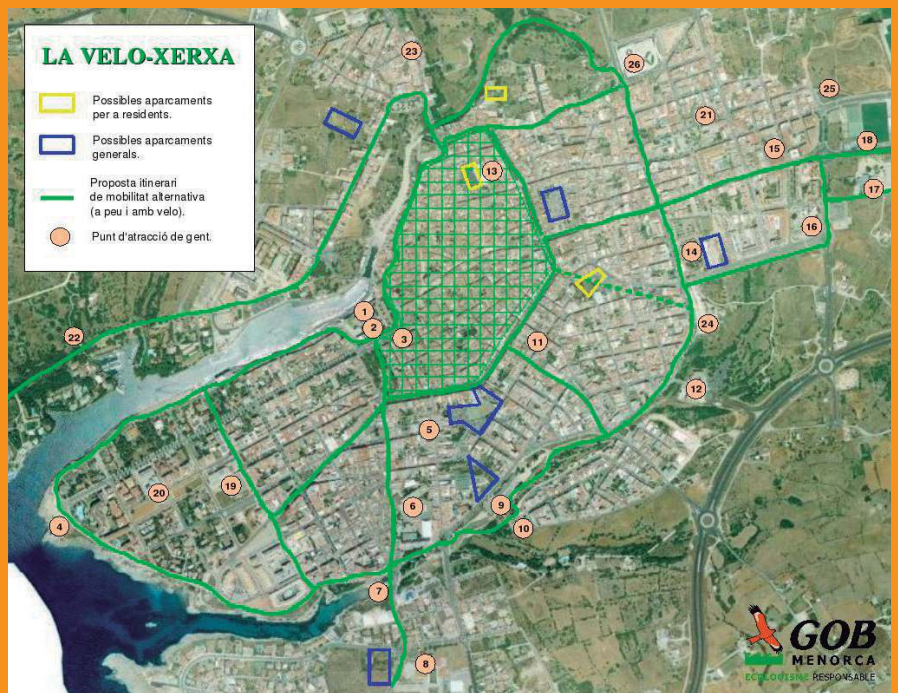 LA VELO-XERXA
Possibles aparcaments
per a residents.
Possibles aparcaments
generals.
Proposta itinerari
de mobilitat alternativa
(a peu i amb velo).
Punt d'atracció de gent.
23
26
25
21
18
15
13
17
16
14
1
2
3
24
22
11
12
5
19
20
6
9
4
10
7
8
GOB
MENORCA
ECOLOGISME RESPONSABLE